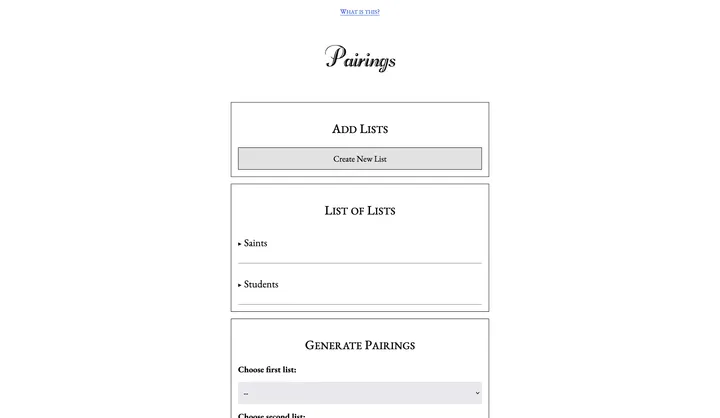 What is this?
Pairings
Add Lists
Create New List
List of Lists
▸ Saints
▸ Students
Generate Pairings
Choose first list:
--
Choose second list: